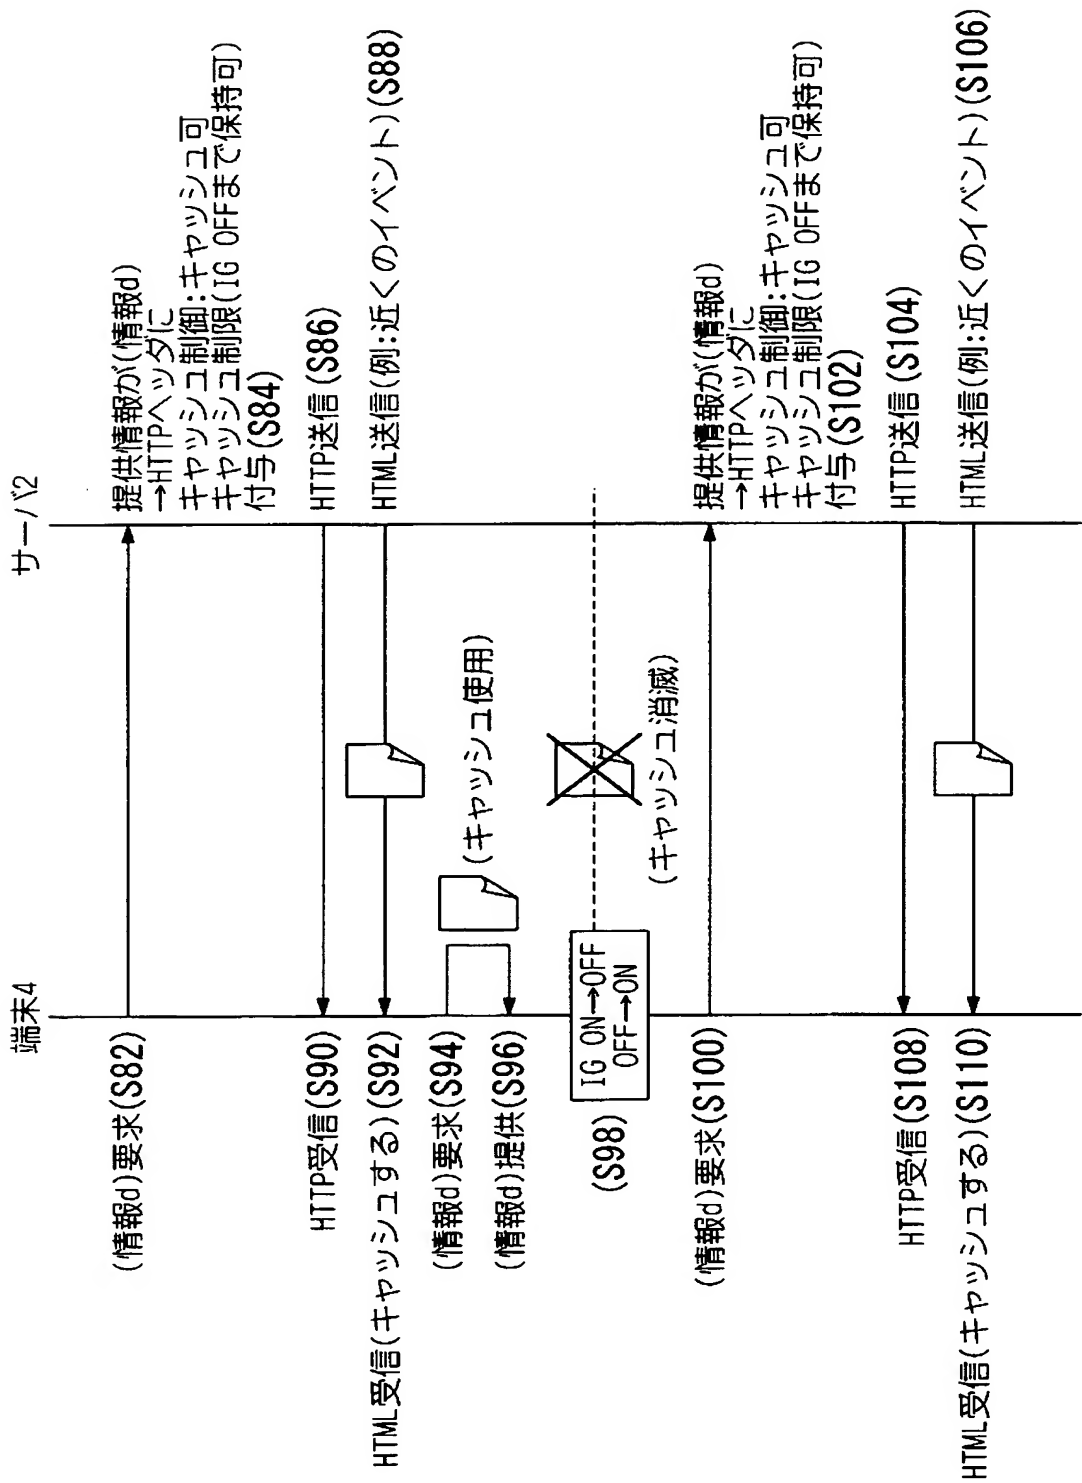 端末4
サーバ2
(情報d)要求(S82)
提供情報が(情報d)
→HTTPヘッダに
キャッシュ制御:キャッシュ可
キャッシュ制限(IG OFFまで保持可)
付与(S84)
HTTP受信(S90)
HTTP送信(S86)
HTML受信(キャッシュする)(S92)
HTML送信(例:近くのイベント)(S88)
(情報d)要求(S94)
(キャッシュ使用)
(情報d)提供(S96)
(S98)
IG ON→OFF
OFF→ON
(キャッシュ消滅)
(情報d)要求(S100)
提供情報が(情報d)
→HTTPヘッダに
キャッシュ制御:キャッシュ可
キャッシュ制限(IG OFFまで保持可)
付与(S102)
HTTP受信(S108)
HTTP送信(S104)
HTML受信(キャッシュする)(S110)
HTML送信(例:近くのイベント)(S106)